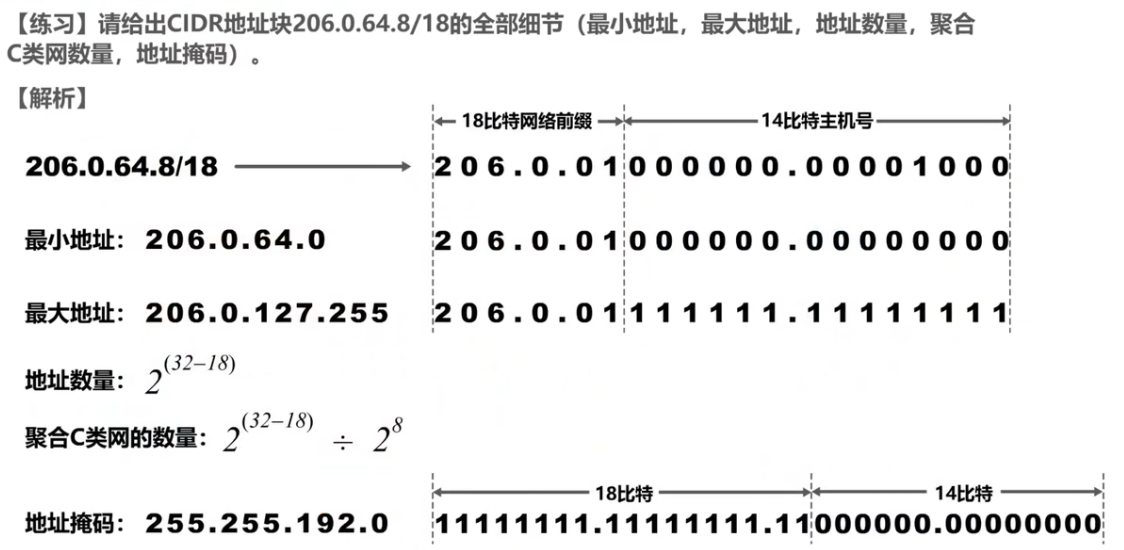 【练习】请给出CIDR地址块206.0.64.8/18的全部细节（最小地址，最大地址，地址数量，聚合
C类网数量，地址掩码）。
【解析】
18比特网络前缀 14比特主机号
206.0.64.8/18 206.0.01000000.00001000
最小地址： 206.0.64.0 206.0.01000000.00000000
最大地址： 206.0.127.255 206.0.01111111.11111111
地址数量： 2^(32–18)
聚合C类网的数量： 2^(32–18) ÷ 2^8
18比特 14比特
地址掩码： 255.255.192.0 11111111.11111111.11000000.00000000